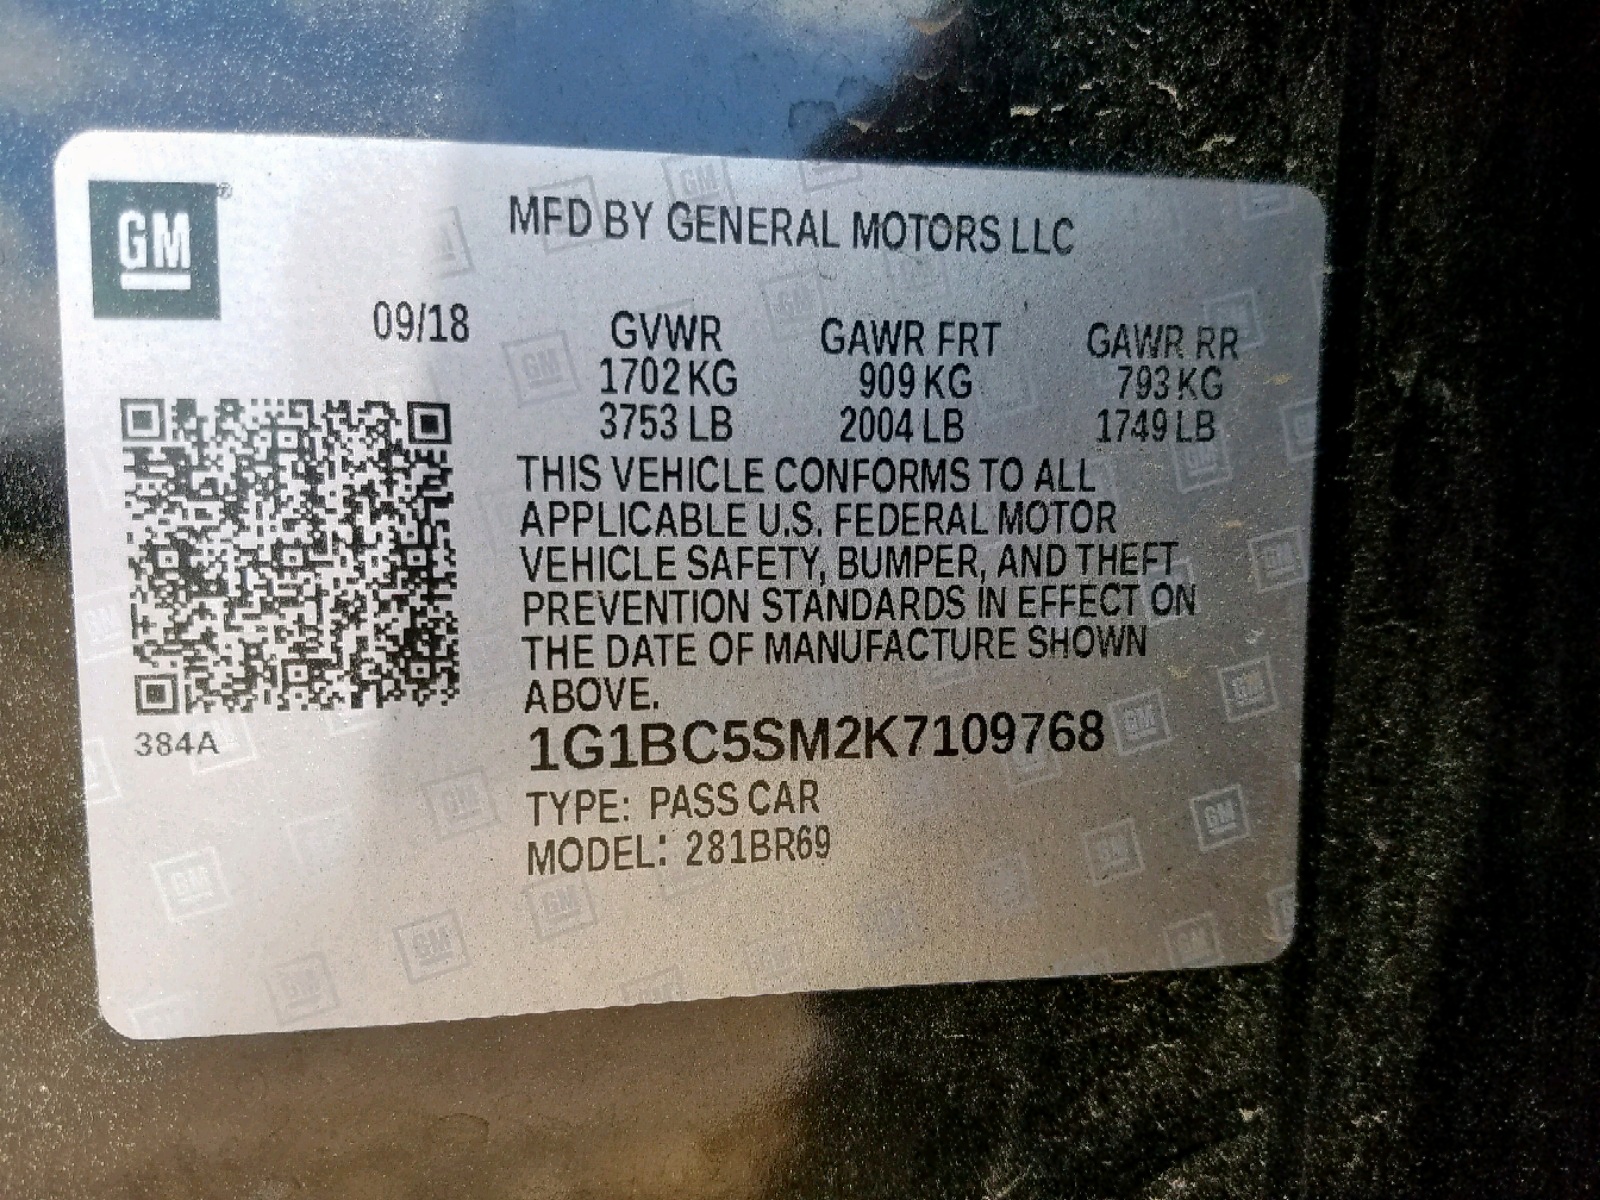 GM®
MFD BY GENERAL MOTORS LLC
09/18
GVWR GAWR FRT GAWR RR
1702 KG 909 KG 793 KG
3753 LB 2004 LB 1749 LB
THIS VEHICLE CONFORMS TO ALL
APPLICABLE U.S. FEDERAL MOTOR
VEHICLE SAFETY, BUMPER, AND THEFT
PREVENTION STANDARDS IN EFFECT ON
THE DATE OF MANUFACTURE SHOWN
ABOVE.
384A
1G1BC5SM2K7109768
TYPE: PASS CAR
MODEL: 281BR69